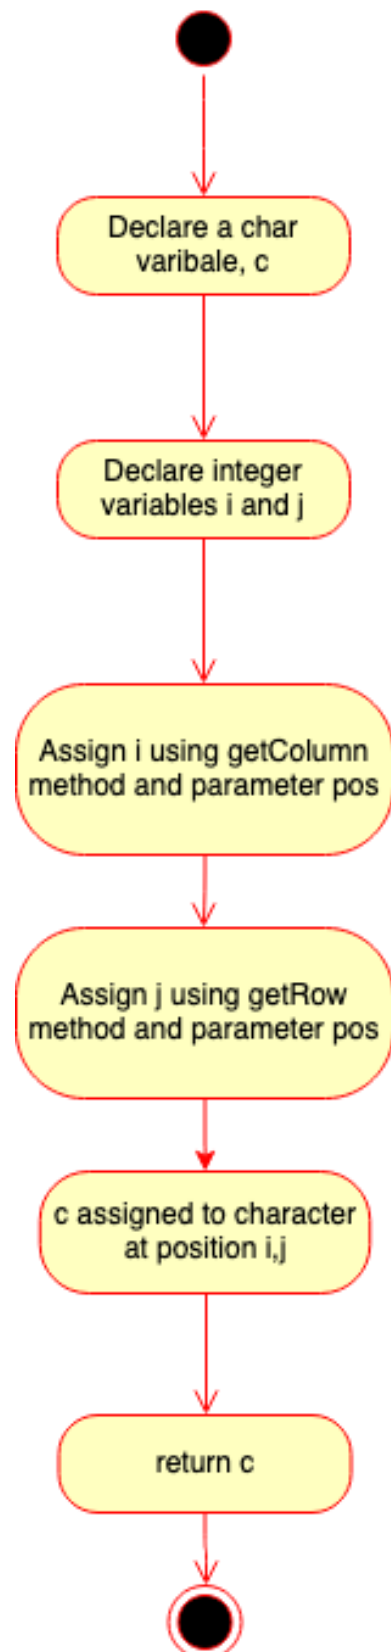 Declare a char
varibale, c
Declare integer
variables i and j
Assign i using getColumn
method and parameter pos
Assign j using getRow
method and parameter pos
c assigned to character
at position i,j
return c